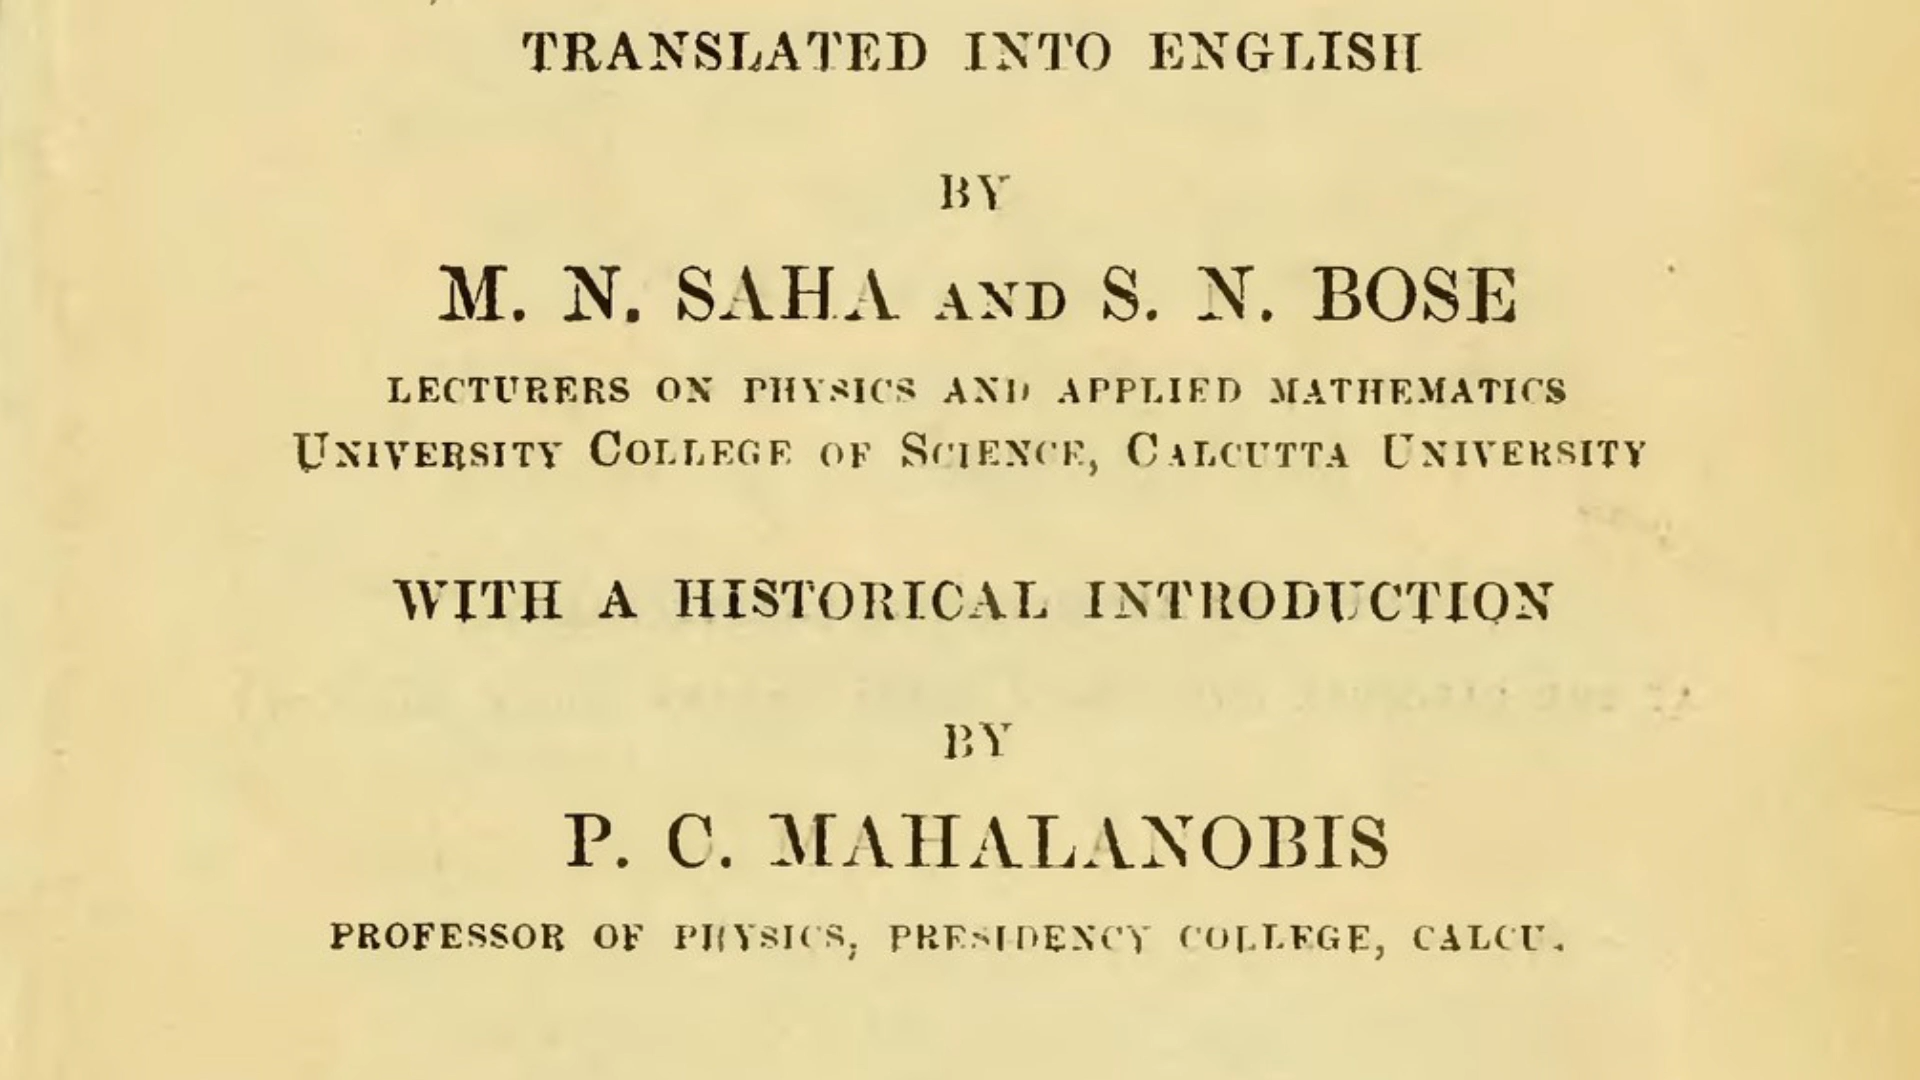 TRANSLATED INTO ENGLISH
BY
M. N. SAHA AND S. N. BOSE
LECTURERS ON PHYSICS AND APPLIED MATHEMATICS
UNIVERSITY COLLEGE OF SCIENCE, CALCUTTA UNIVERSITY
WITH A HISTORICAL INTRODUCTION
BY
P. C. MAHALANOBIS
PROFESSOR OF PHYSICS, PRESIDENCY COLLEGE, CALCU.